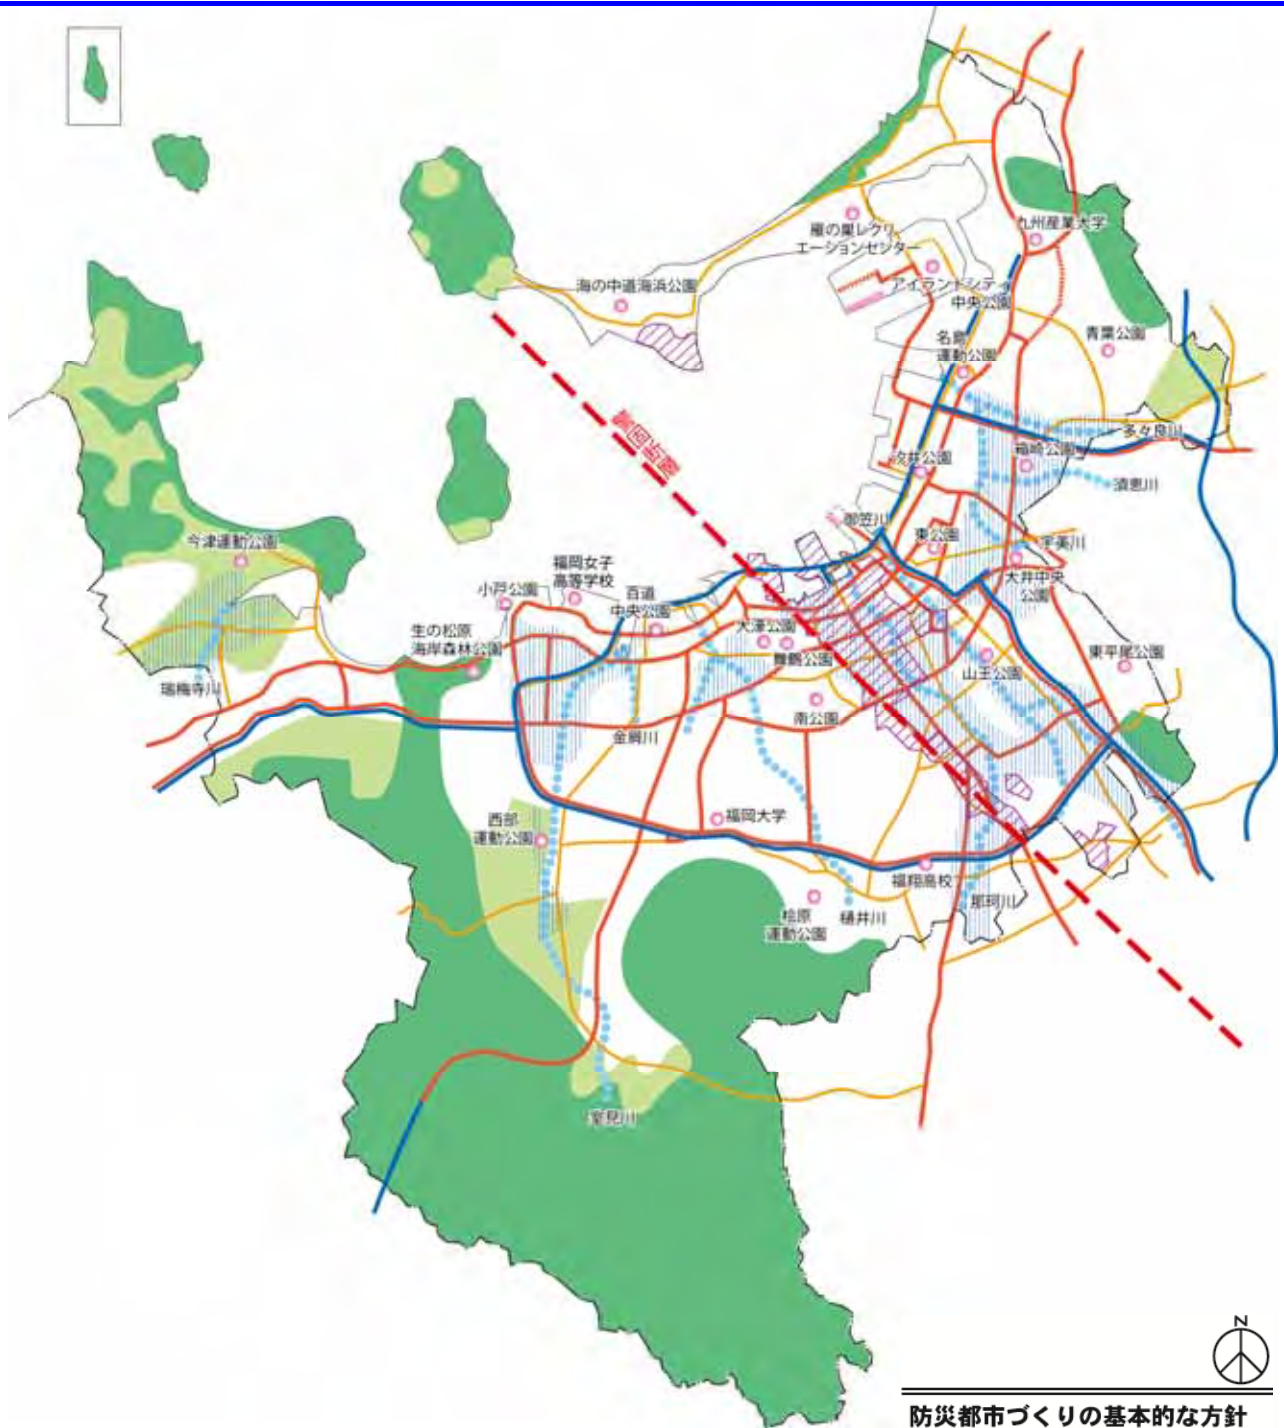 雁の巣レクリ
エーションセンター
九州産業大学
海の中道海浜公園
アイランドシティ
中央公園
名島
運動公園
青葉公園
警固断層
多々良川
箱崎公園
汐井公園
須恵川
御笠川
東公園
宇美川
今津運動公園
福岡女子
高等学校
小戸公園
百道
中央公園
大井中央
公園
生の松原
海岸森林公園
大濠公園
舞鶴公園
東平尾公園
山王公園
瑞梅寺川
南公園
金屑川
西部
運動公園
福岡大学
福翔高校
那珂川
桧原
運動公園
樋井川
室見川
N
防災都市づくりの基本的な方針